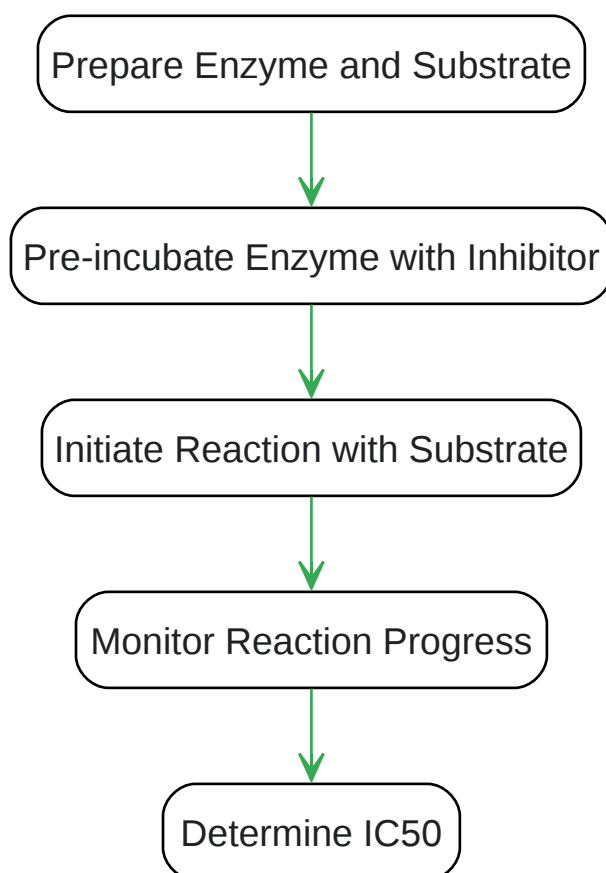 Prepare Enzyme and Substrate
Pre-incubate Enzyme with Inhibitor
Initiate Reaction with Substrate
Monitor Reaction Progress
Determine IC50